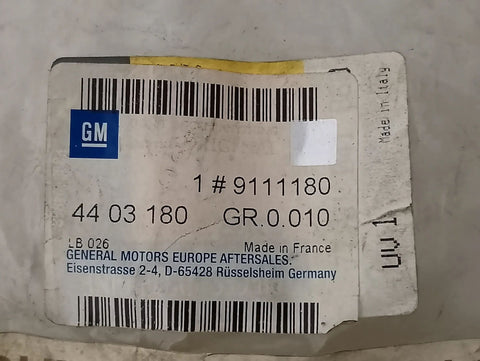 GM
1 # 9111180
44 03 180 GR.0.010
LB 026 Made in France
GENERAL MOTORS EUROPE AFTERSALES.
Eisenstrasse 2-4, D-65428 Rüsselsheim Germany
Made in Italy